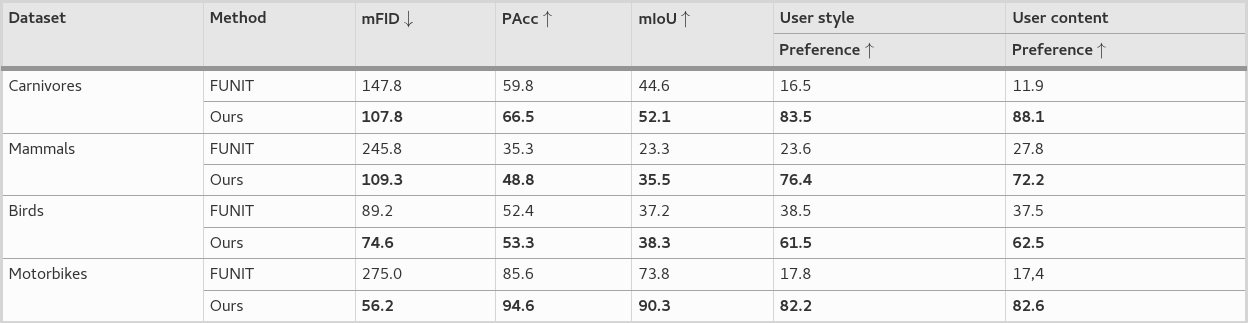 Dataset Method mFID ↓ PAcc ↑ mIoU ↑ User style User content
Preference ↑ Preference ↑
Carnivores FUNIT 147.8 59.8 44.6 16.5 11.9
Ours 107.8 66.5 52.1 83.5 88.1
Mammals FUNIT 245.8 35.3 23.3 23.6 27.8
Ours 109.3 48.8 35.5 76.4 72.2
Birds FUNIT 89.2 52.4 37.2 38.5 37.5
Ours 74.6 53.3 38.3 61.5 62.5
Motorbikes FUNIT 275.0 85.6 73.8 17.8 17,4
Ours 56.2 94.6 90.3 82.2 82.6